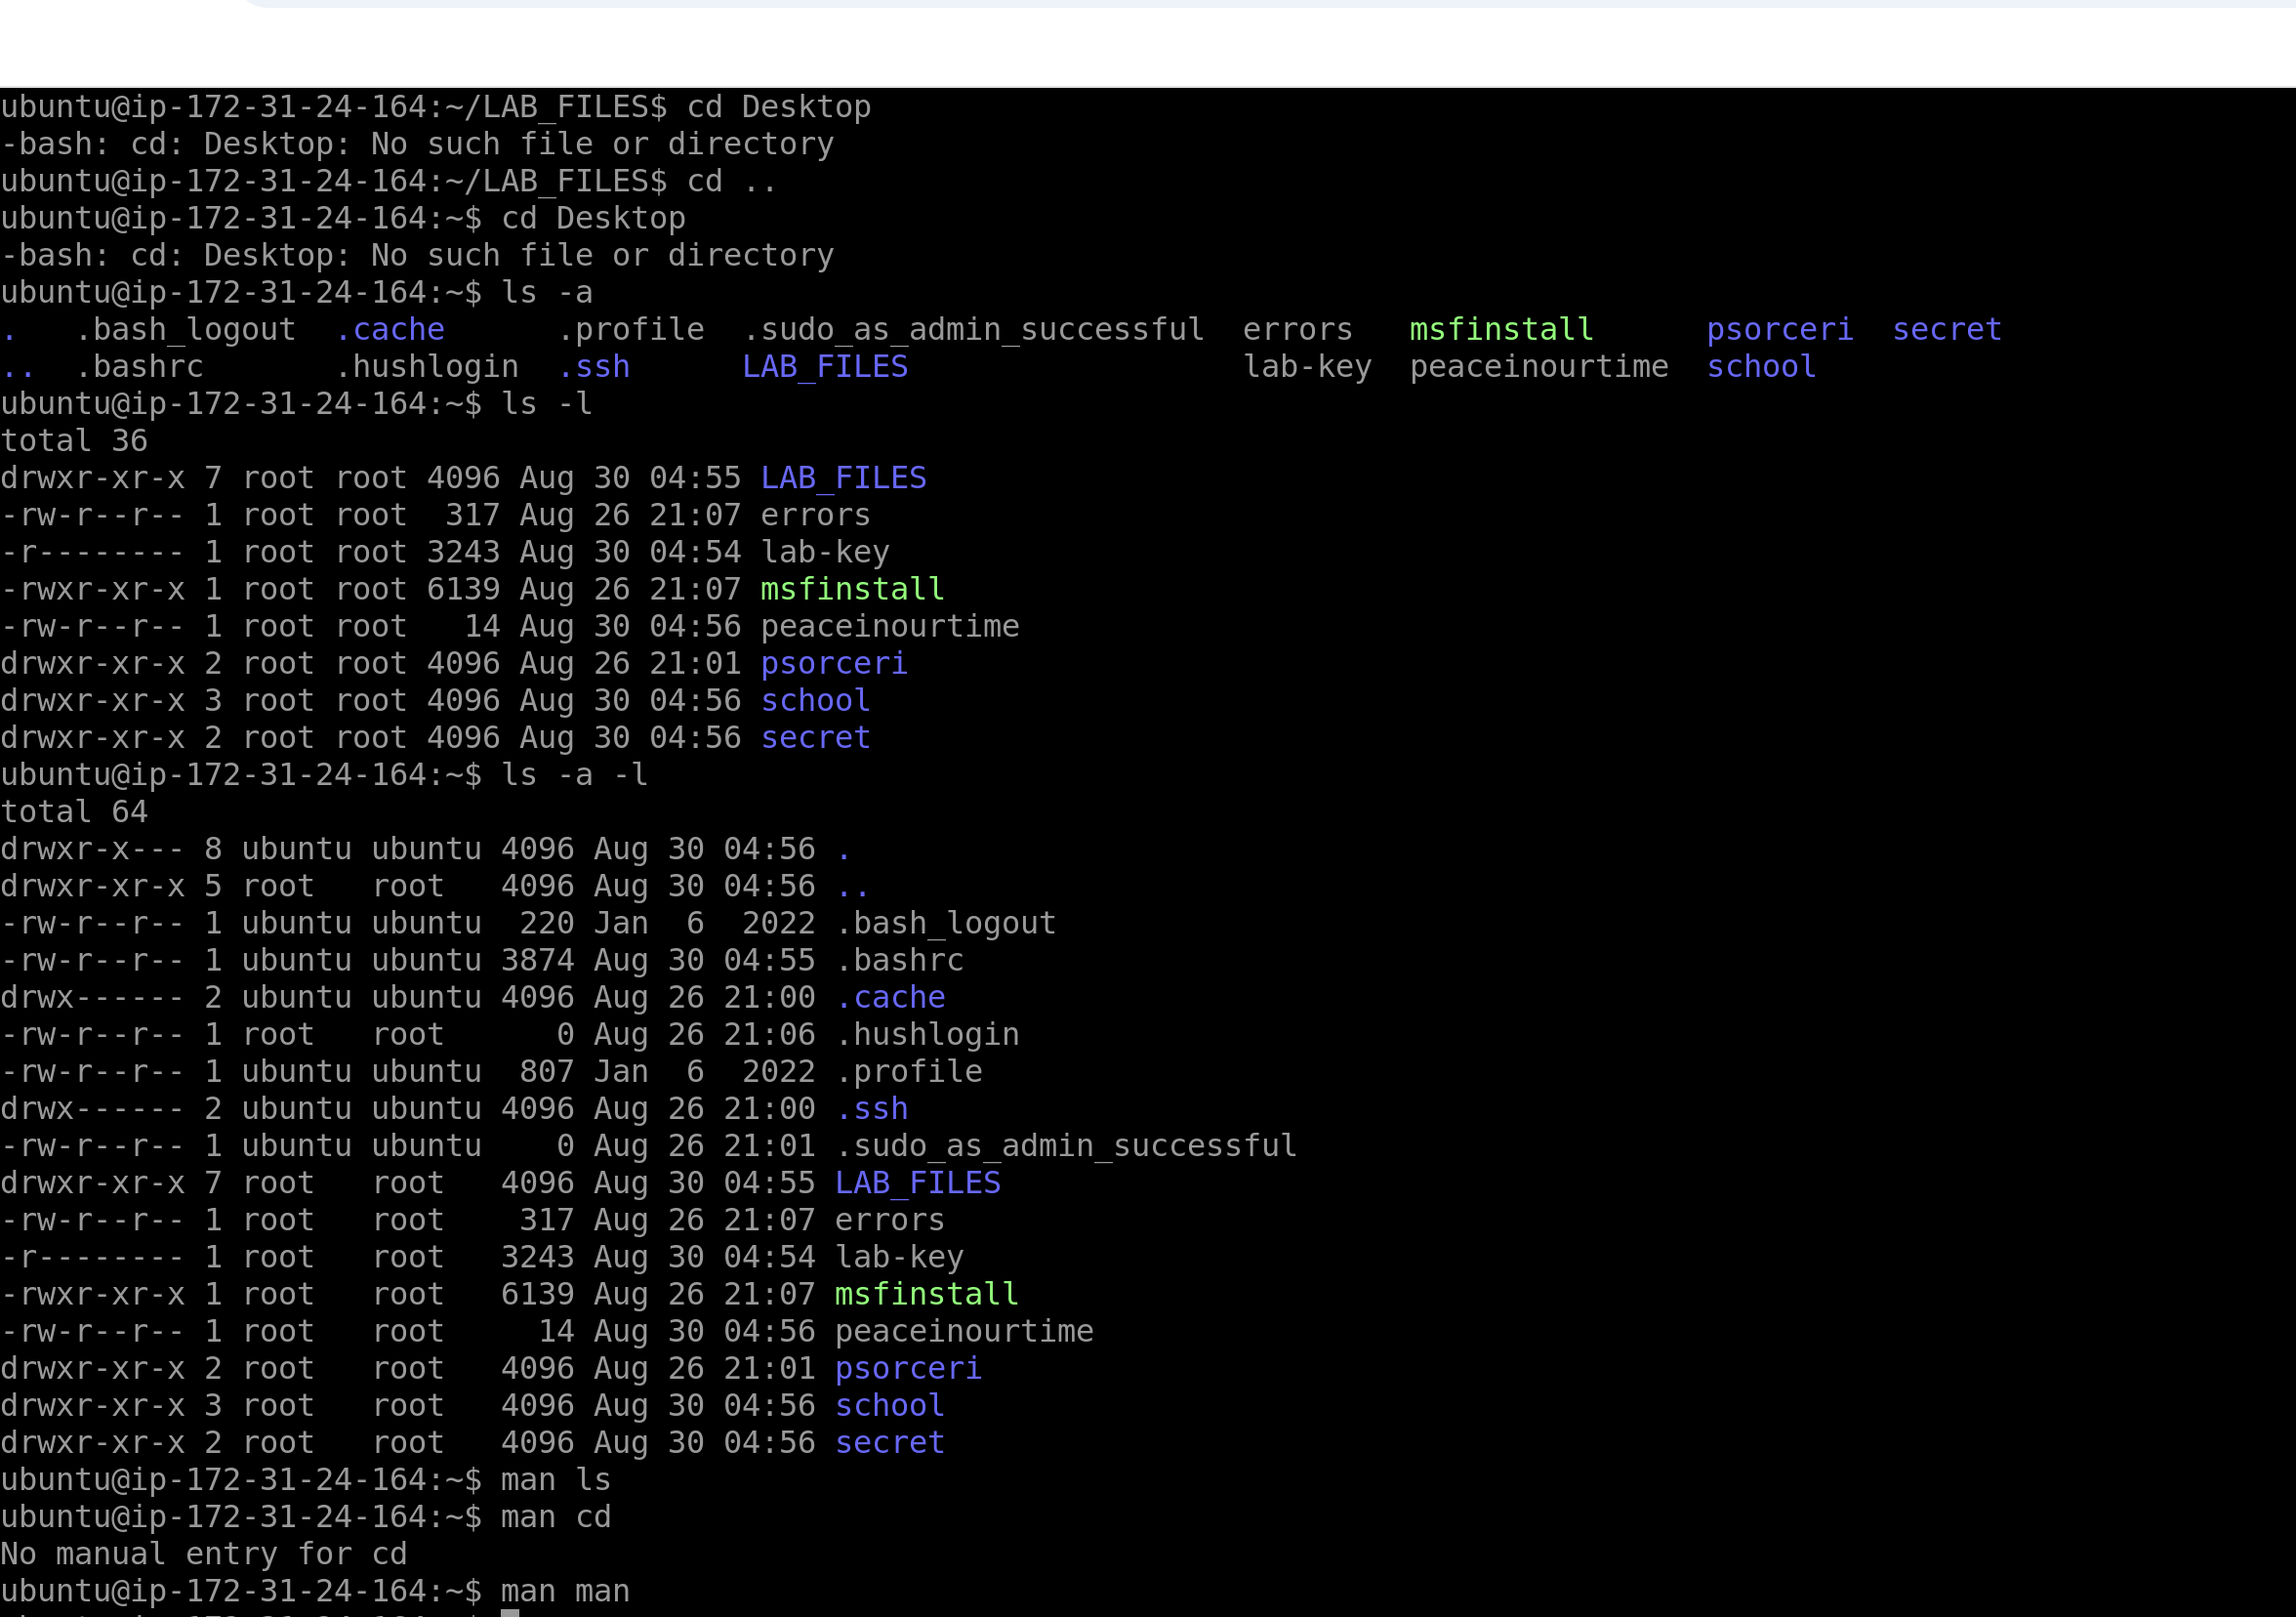 ubuntu@ip-172-31-24-164:~/LAB_FILES$ cd Desktop
-bash: cd: Desktop: No such file or directory
ubuntu@ip-172-31-24-164:~/LAB_FILES$ cd ..
ubuntu@ip-172-31-24-164:~$ cd Desktop
-bash: cd: Desktop: No such file or directory
ubuntu@ip-172-31-24-164:~$ ls -a
.   .bash_logout  .cache      .profile  .sudo_as_admin_successful  errors   msfinstall      psorceri  secret
..  .bashrc       .hushlogin  .ssh      LAB_FILES                  lab-key  peaceinourtime  school
ubuntu@ip-172-31-24-164:~$ ls -l
total 36
drwxr-xr-x 7 root root 4096 Aug 30 04:55 LAB_FILES
-rw-r--r-- 1 root root  317 Aug 26 21:07 errors
-r-------- 1 root root 3243 Aug 30 04:54 lab-key
-rwxr-xr-x 1 root root 6139 Aug 26 21:07 msfinstall
-rw-r--r-- 1 root root   14 Aug 30 04:56 peaceinourtime
drwxr-xr-x 2 root root 4096 Aug 26 21:01 psorceri
drwxr-xr-x 3 root root 4096 Aug 30 04:56 school
drwxr-xr-x 2 root root 4096 Aug 30 04:56 secret
ubuntu@ip-172-31-24-164:~$ ls -a -l
total 64
drwxr-x--- 8 ubuntu ubuntu 4096 Aug 30 04:56 .
drwxr-xr-x 5 root   root   4096 Aug 30 04:56 ..
-rw-r--r-- 1 ubuntu ubuntu  220 Jan  6  2022 .bash_logout
-rw-r--r-- 1 ubuntu ubuntu 3874 Aug 30 04:55 .bashrc
drwx------ 2 ubuntu ubuntu 4096 Aug 26 21:00 .cache
-rw-r--r-- 1 root   root      0 Aug 26 21:06 .hushlogin
-rw-r--r-- 1 ubuntu ubuntu  807 Jan  6  2022 .profile
drwx------ 2 ubuntu ubuntu 4096 Aug 26 21:00 .ssh
-rw-r--r-- 1 ubuntu ubuntu    0 Aug 26 21:01 .sudo_as_admin_successful
drwxr-xr-x 7 root   root   4096 Aug 30 04:55 LAB_FILES
-rw-r--r-- 1 root   root    317 Aug 26 21:07 errors
-r-------- 1 root   root   3243 Aug 30 04:54 lab-key
-rwxr-xr-x 1 root   root   6139 Aug 26 21:07 msfinstall
-rw-r--r-- 1 root   root     14 Aug 30 04:56 peaceinourtime
drwxr-xr-x 2 root   root   4096 Aug 26 21:01 psorceri
drwxr-xr-x 3 root   root   4096 Aug 30 04:56 school
drwxr-xr-x 2 root   root   4096 Aug 30 04:56 secret
ubuntu@ip-172-31-24-164:~$ man ls
ubuntu@ip-172-31-24-164:~$ man cd
No manual entry for cd
ubuntu@ip-172-31-24-164:~$ man man